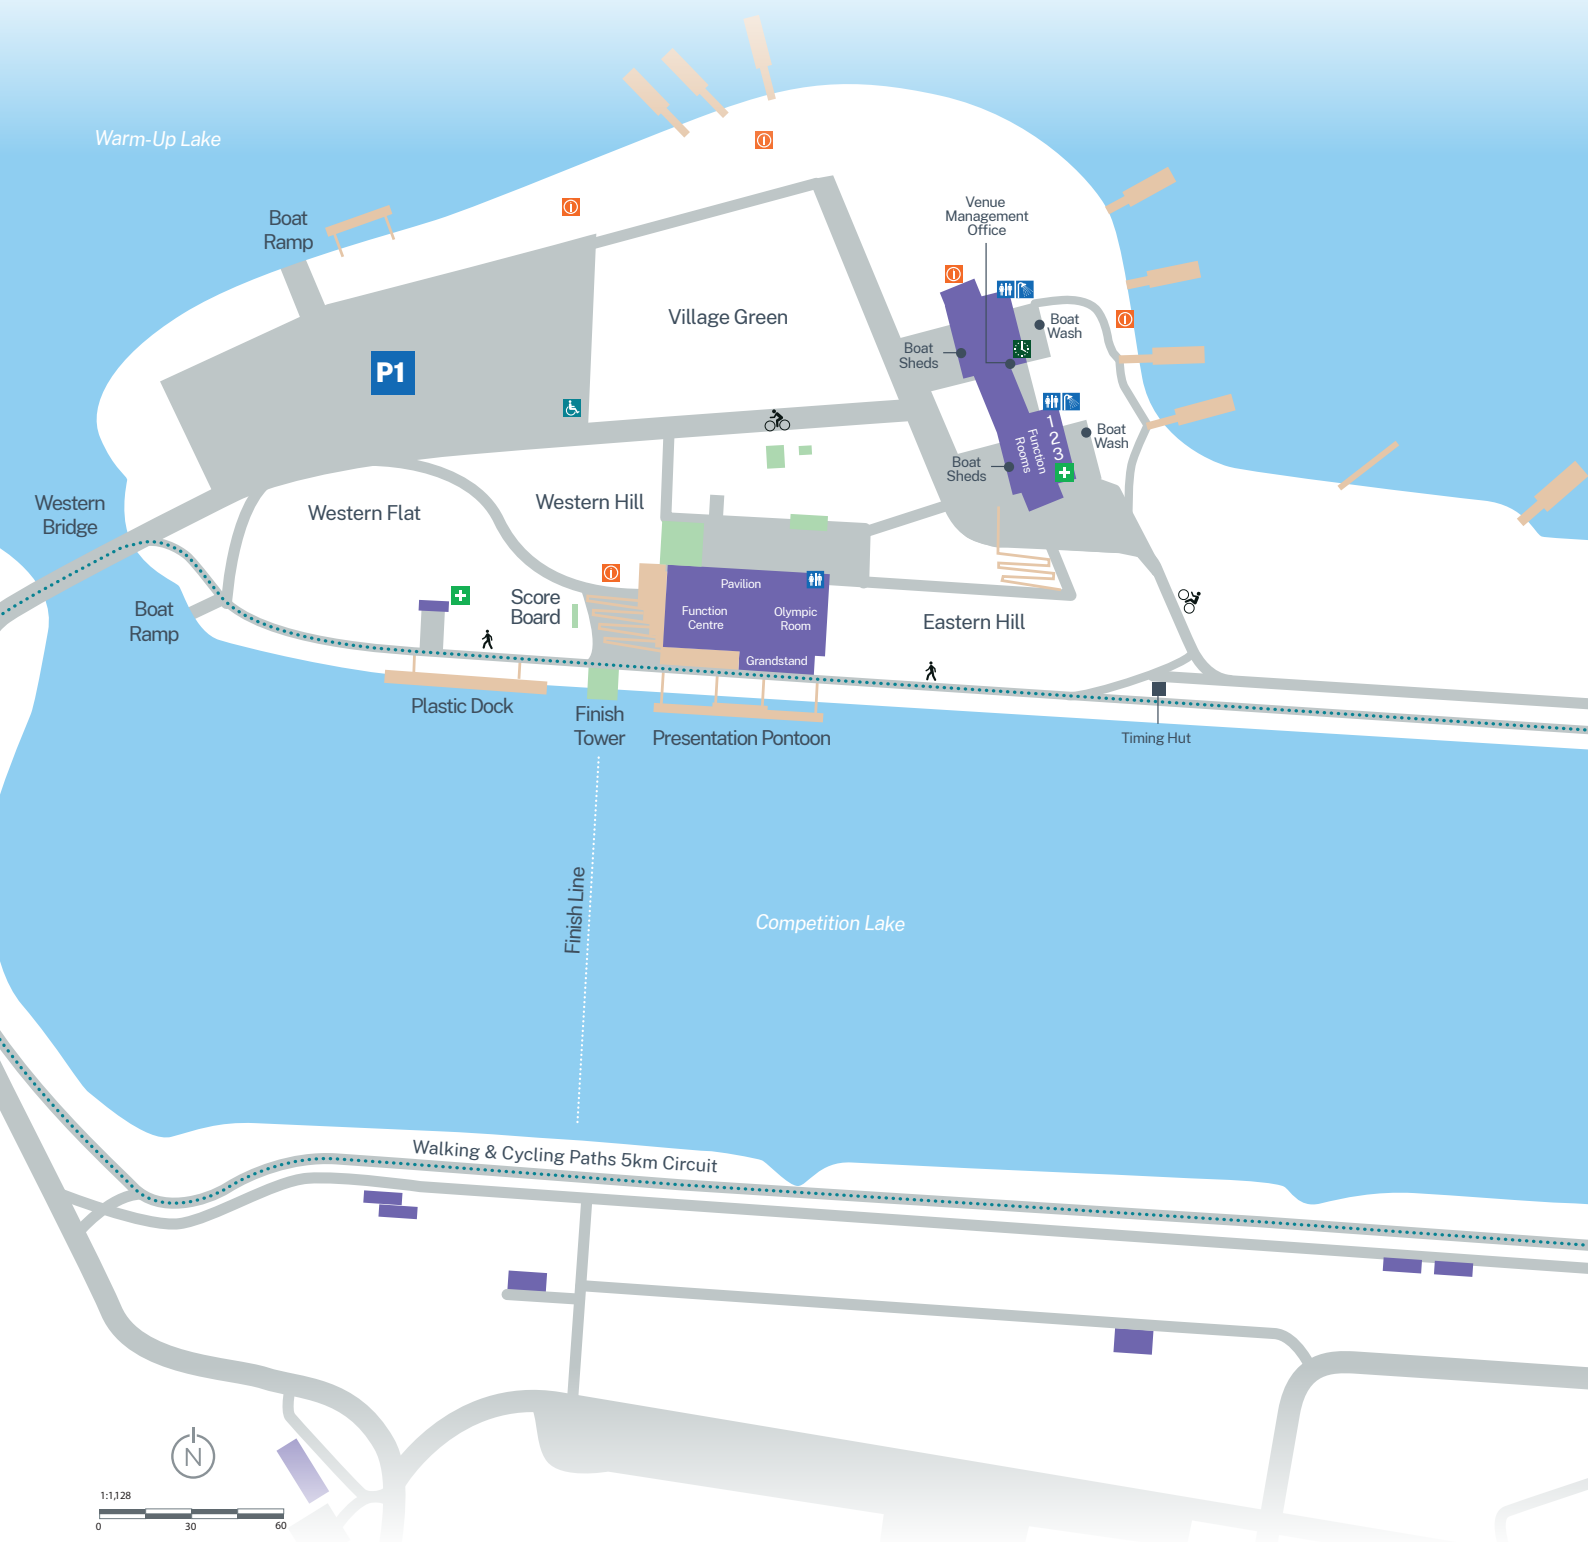 Warm-Up Lake
Boat
Ramp
Venue
Management
Office
Village Green
Boat
Wash
Boat
Sheds
P1
1
2
3
Function
Rooms
Boat
Wash
Boat
Sheds
Western
Bridge
Western Flat
Western Hill
Boat
Ramp
Score
Board
Pavilion
Function
Centre
Olympic
Room
Grandstand
Eastern Hill
Plastic Dock
Finish
Tower
Presentation Pontoon
Timing Hut
Finish Line
Competition Lake
Walking & Cycling Paths 5km Circuit
N
1:1,128
0 30 60